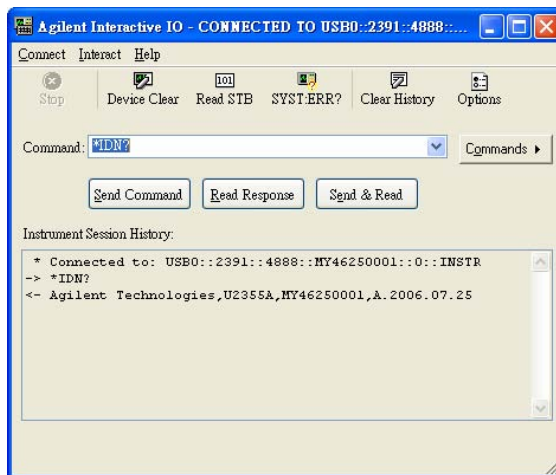 Agilent Interactive IO - CONNECTED TO USB0::2391::4888::...
Connect Interact Help
Stop Device Clear Read STB SYST:ERR? Clear History Options
Command: *IDN? Commands
Send Command Read Response Send & Read
Instrument Session History:
* Connected to: USB0::2391::4888::MY46250001::0::INSTR
-> *IDN?
<- Agilent Technologies,U2355A,MY46250001,A.2006.07.25